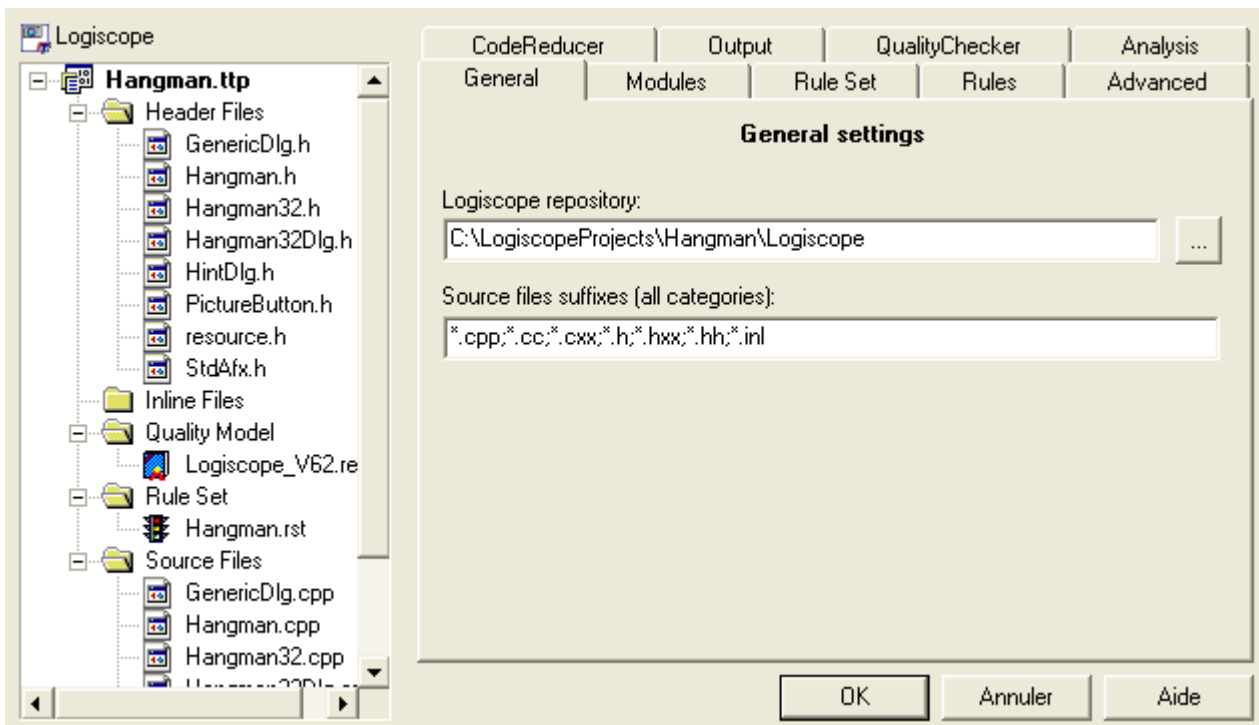 Logiscope
Hangman.ttp
Header Files
GenericDlg.h
Hangman.h
Hangman32.h
Hangman32Dlg.h
HintDlg.h
PictureButton.h
resource.h
StdAfx.h
Inline Files
Quality Model
Logiscope_V62.re
Rule Set
Hangman.rst
Source Files
GenericDlg.cpp
Hangman.cpp
Hangman32.cpp
CodeReducer Output QualityChecker Analysis
General Modules Rule Set Rules Advanced
General settings
Logiscope repository:
C:\LogiscopeProjects\Hangman\Logiscope
...
Source files suffixes (all categories):
*.cpp;*.cc;*.cxx;*.h;*.hxx;*.hh;*.inl
OK Annuler Aide